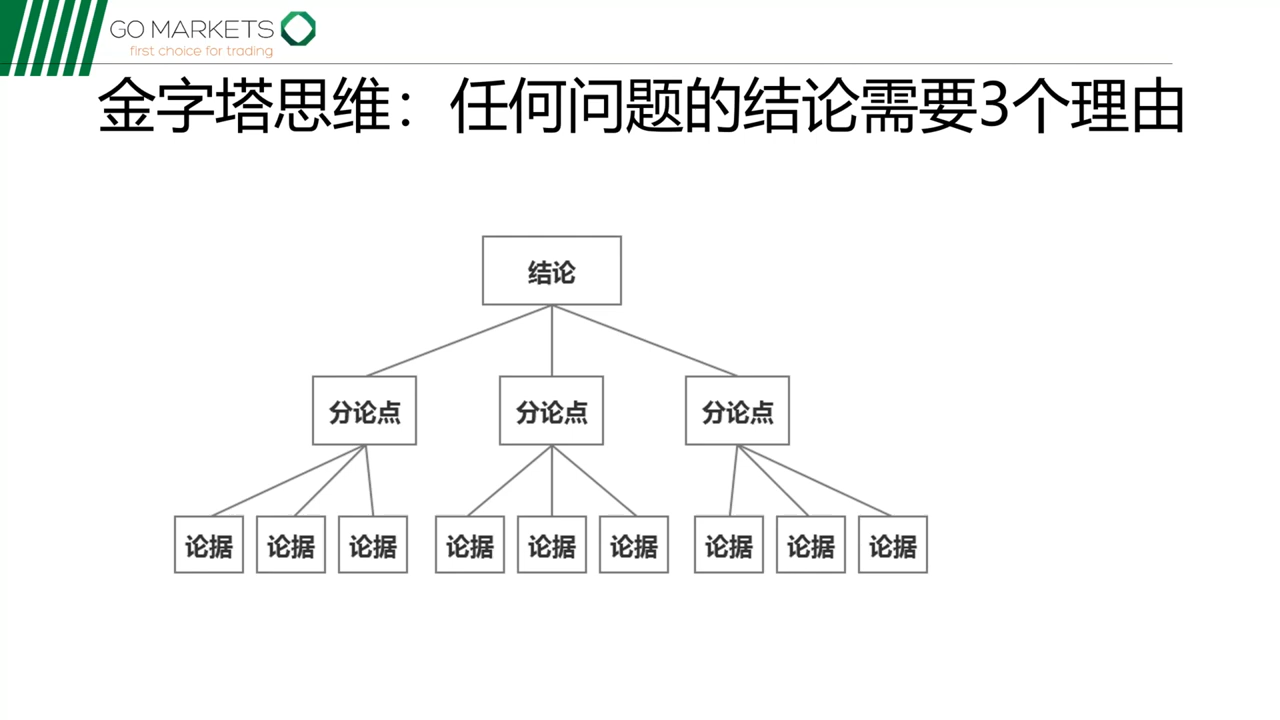 GO MARKETS
first choice for trading
金字塔思维：任何问题的结论需要3个理由
结论
分论点 分论点 分论点
论据 论据 论据 论据 论据 论据 论据 论据 论据